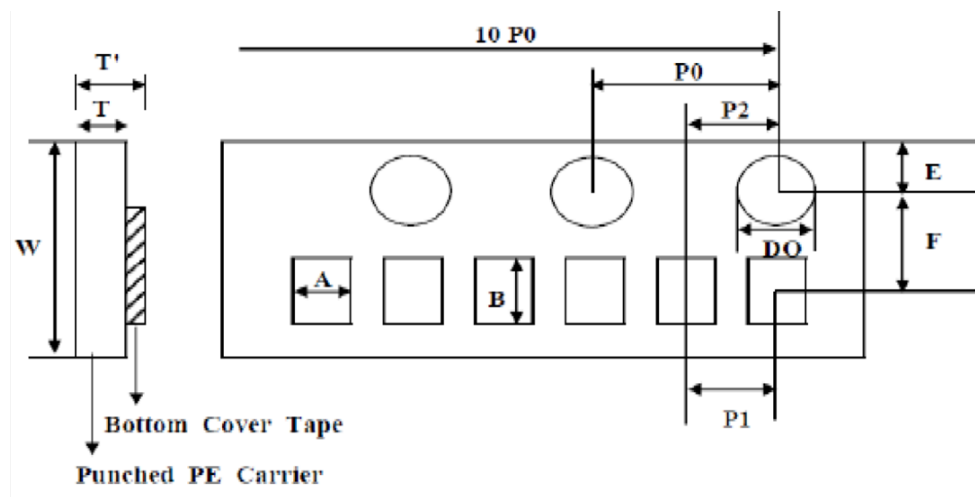 10 P0
T'
P0
T
P2
E
W
DO
F
A
B
P1
Bottom Cover Tape
Punched PE Carrier